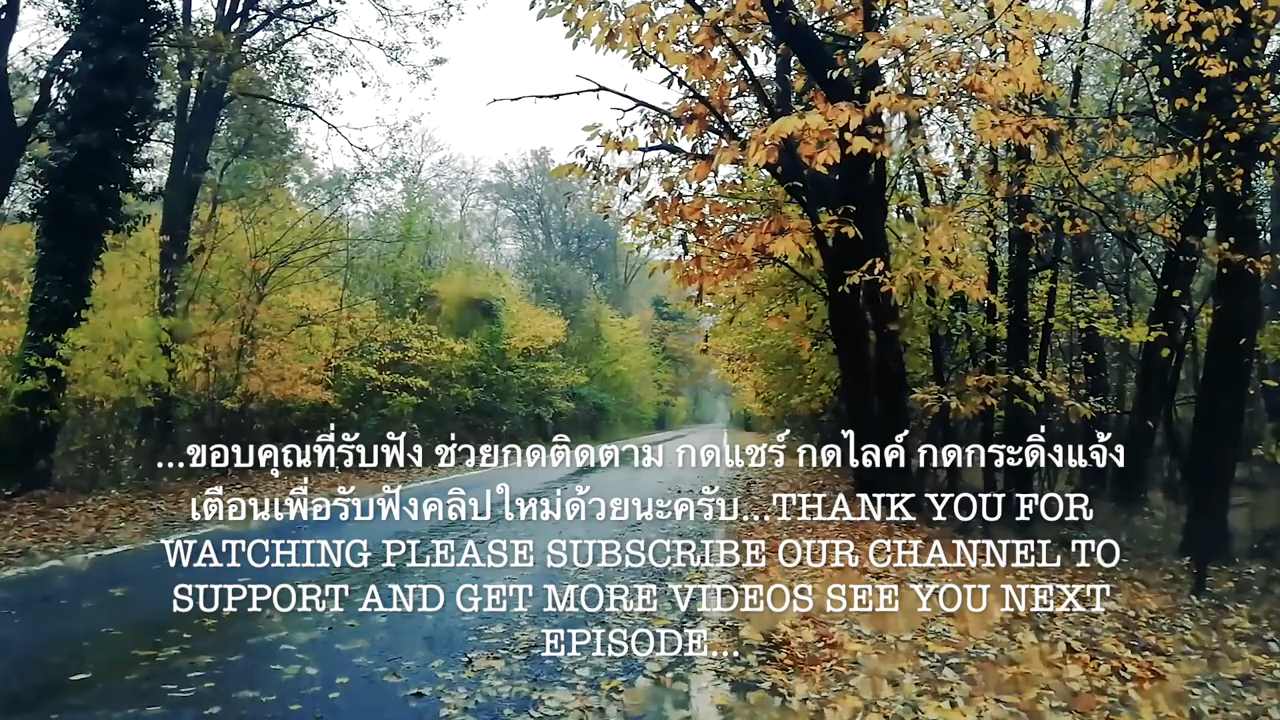 ...ขอบคุณที่รับฟัง ช่วยกดติดตาม กดแชร์ กดไลค์ กดกระดิ่งแจ้ง
เตือนเพื่อรับฟังคลิปใหม่ด้วยนะครับ...THANK YOU FOR
WATCHING PLEASE SUBSCRIBE OUR CHANNEL TO
SUPPORT AND GET MORE VIDEOS SEE YOU NEXT
EPISODE...